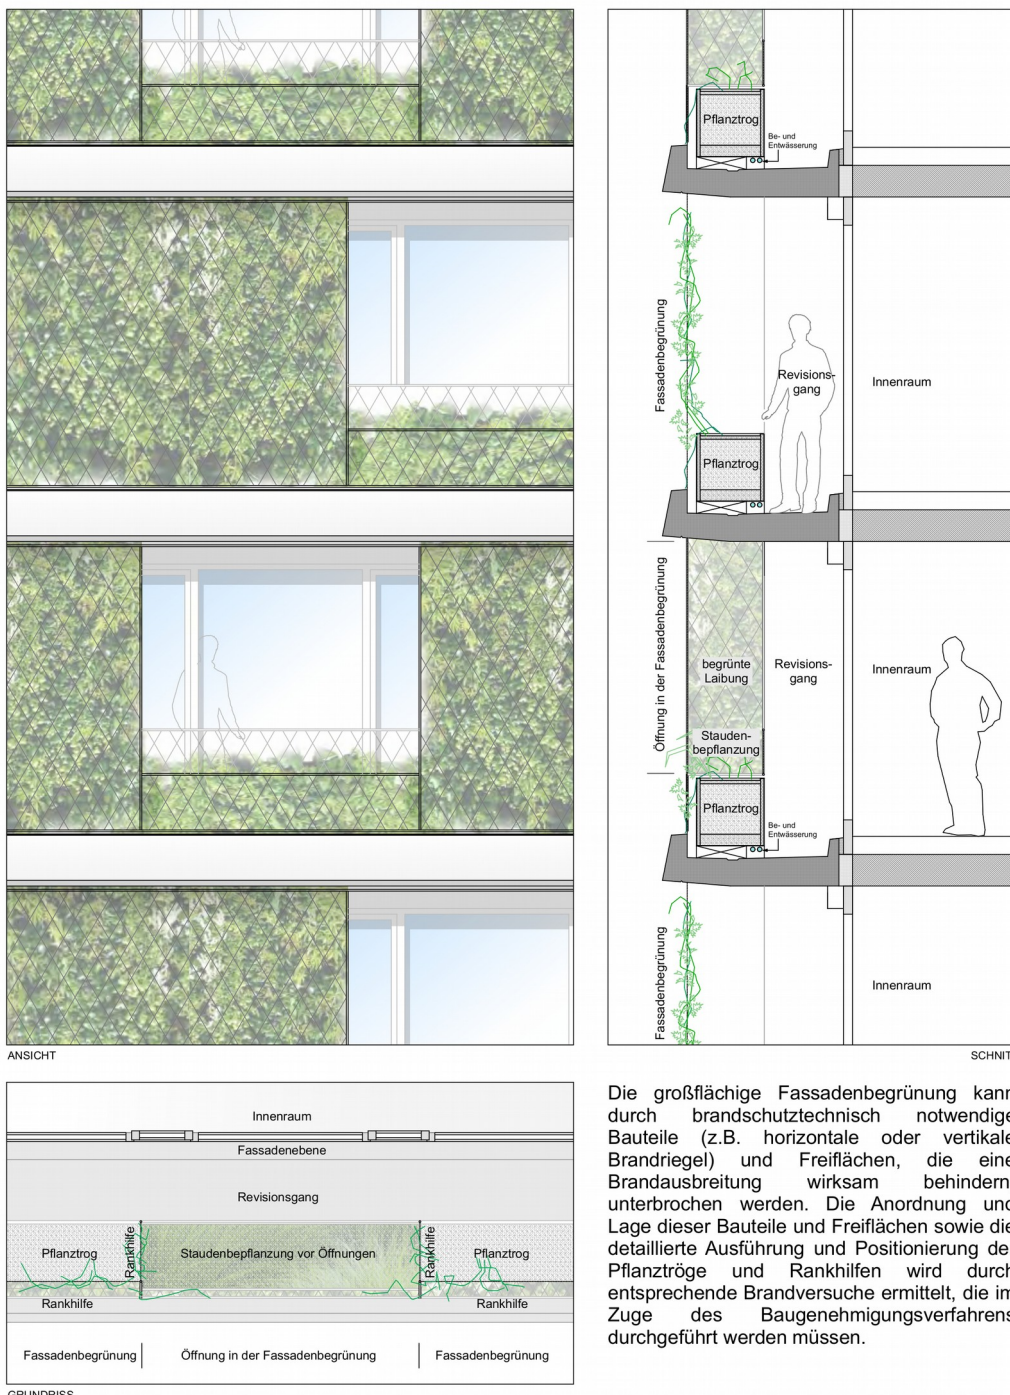 Pflanztrog
Be- und
Entwässerung
Fassadenbegrünung
Revisions-
gang
Innenraum
Pflanztrog
Öffnung in der Fassadenbegrünung
begrünte
Laibung
Revisions-
gang
Innenraum
Stauden-
bepflanzung
Pflanztrog
Be- und
Entwässerung
Fassadenbegrünung
Innenraum
ANSICHT
SCHNIT
Innenraum
Fassadenebene
Revisionsgang
Pflanztrog
Rankhilfe
Staudenbepflanzung vor Öffnungen
Rankhilfe
Pflanztrog
Rankhilfe
Rankhilfe
Fassadenbegrünung
Öffnung in der Fassadenbegrünung
Fassadenbegrünung
GRUNDRISS
Die großflächige Fassadenbegrünung kann
durch brandschutztechnisch notwendige
Bauteile (z.B. horizontale oder vertikale
Brandriegel) und Freiflächen, die eine
Brandausbreitung wirksam behindern
unterbrochen werden. Die Anordnung und
Lage dieser Bauteile und Freiflächen sowie die
detaillierte Ausführung und Positionierung de
Pflanztröge und Rankhilfen wird durch
entsprechende Brandversuche ermittelt, die im
Zuge des Baugenehmigungsverfahrens
durchgeführt werden müssen.